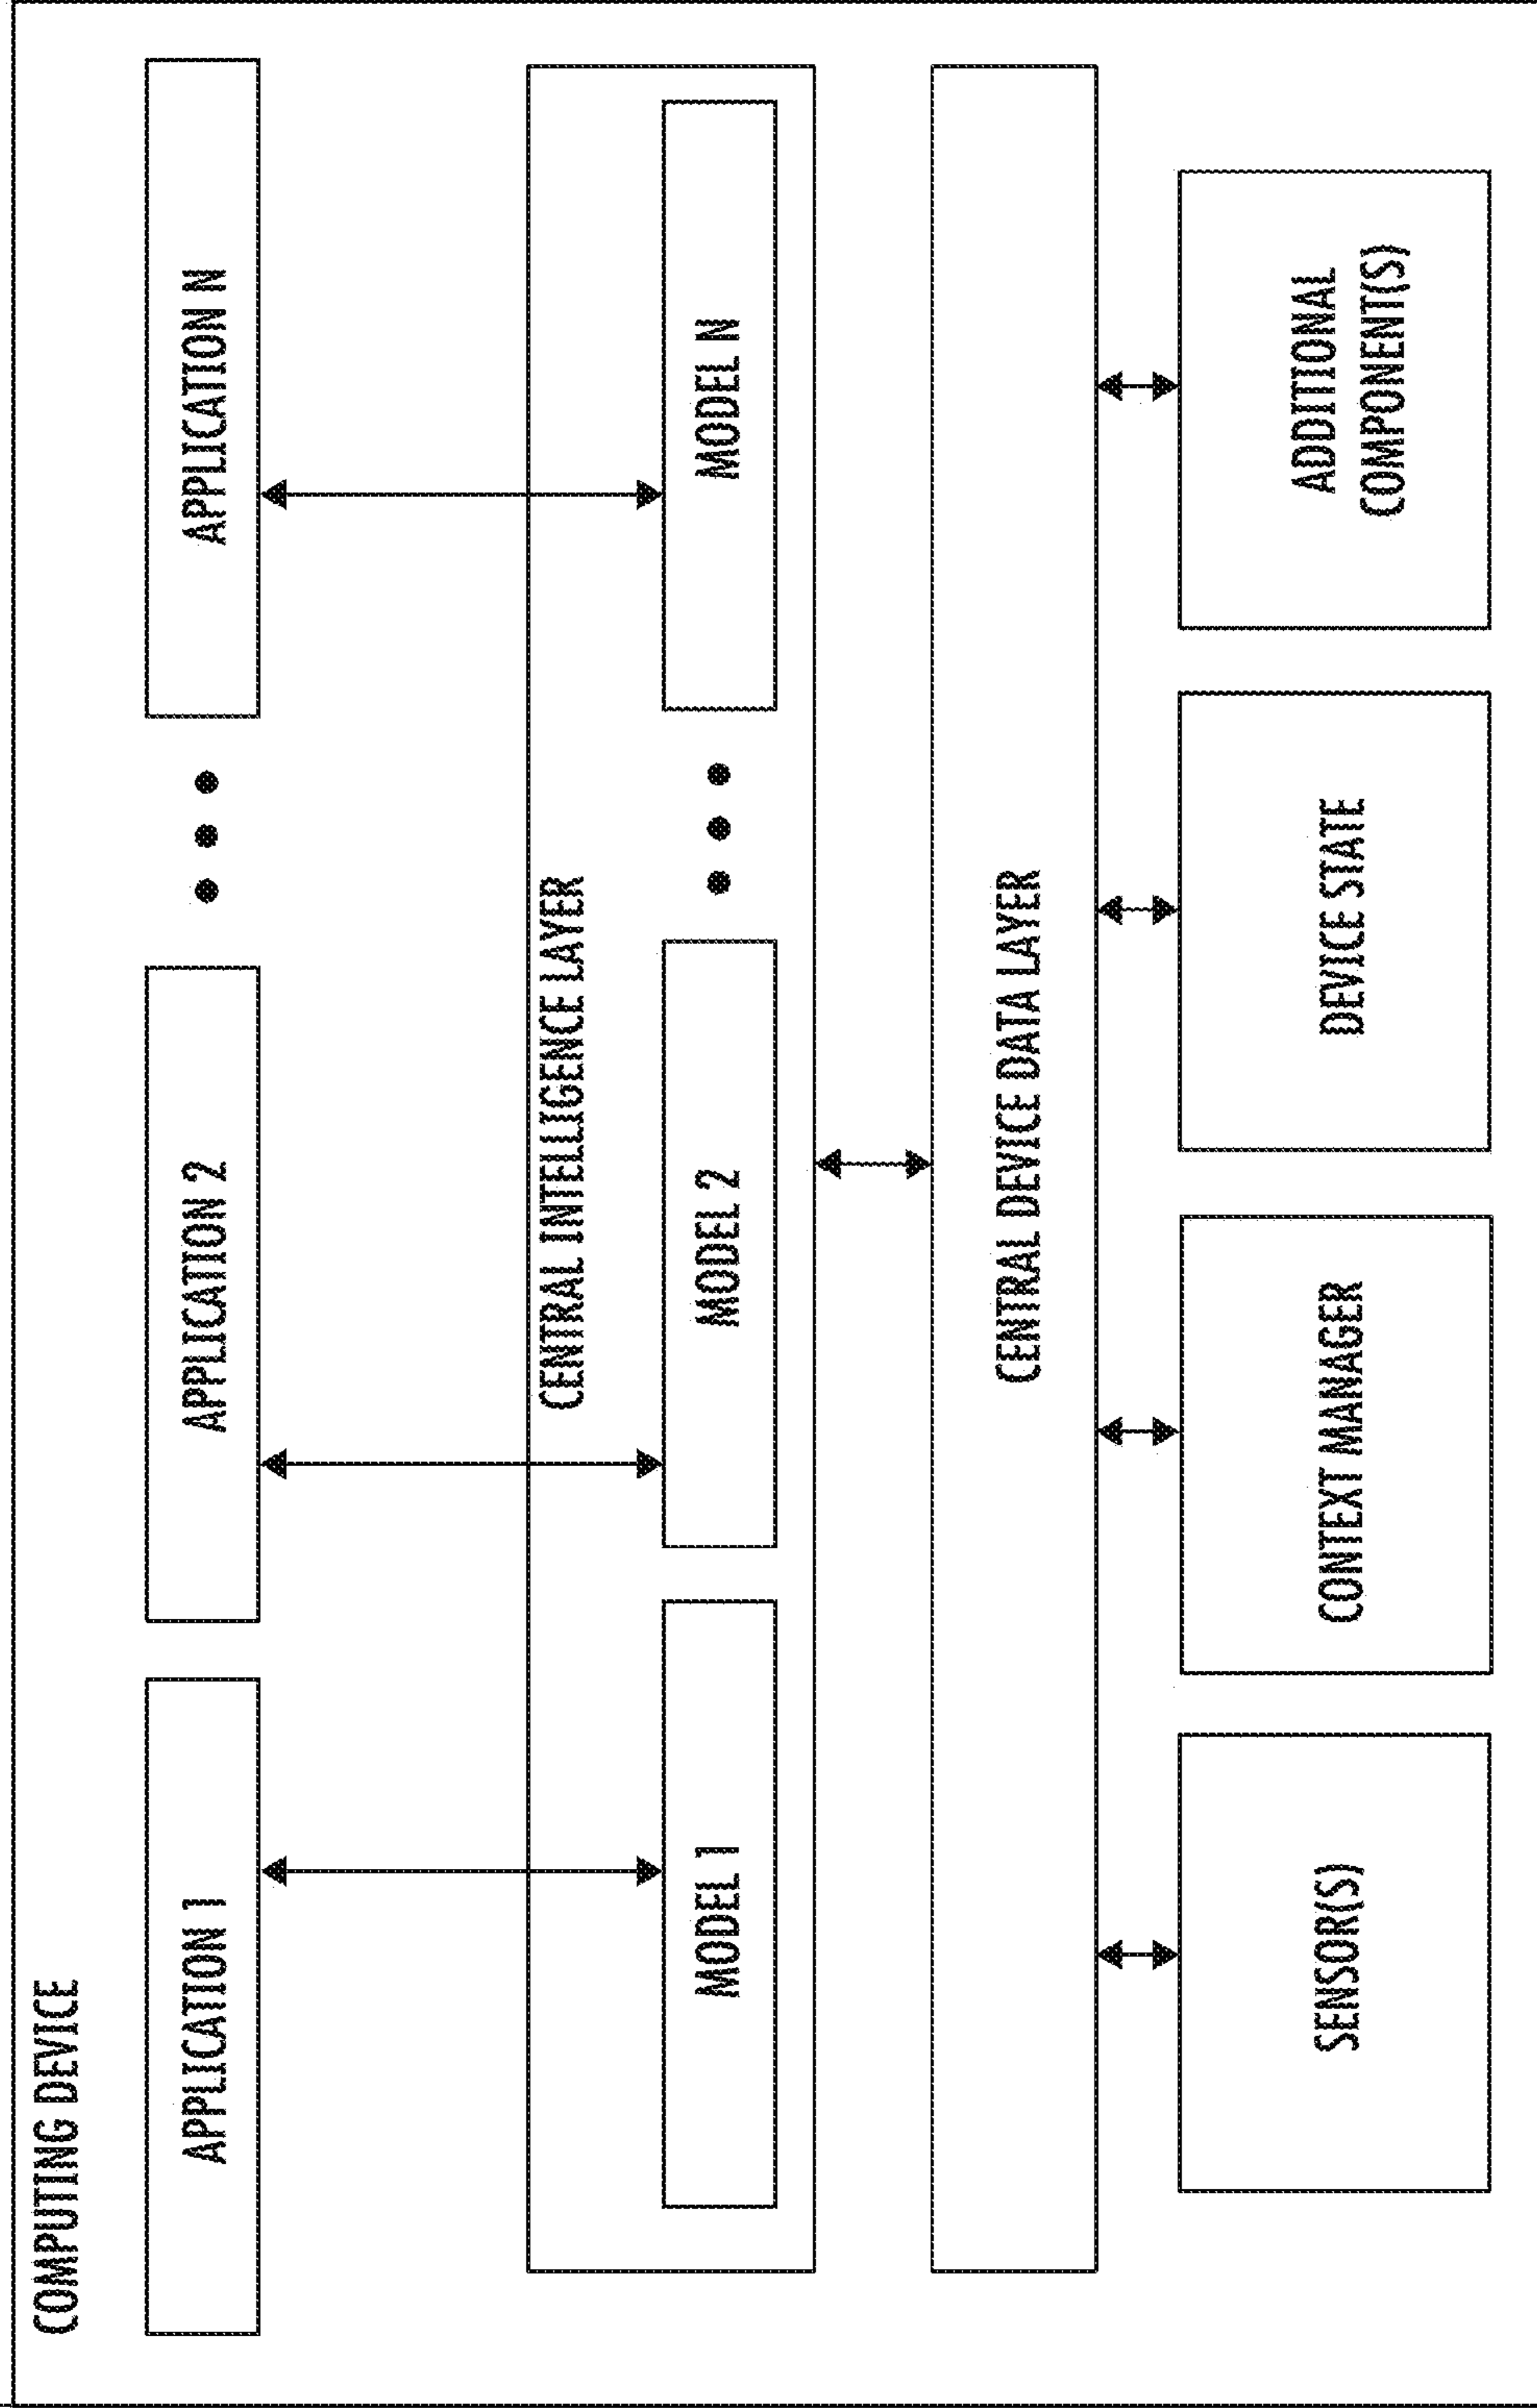 COMPUTING DEVICE
APPLICATION 1
APPLICATION 2
APPLICATION N
CENTRAL INTELLIGENCE LAYER
MODEL 1
MODEL 2
MODEL N
CENTRAL DEVICE DATA LAYER
SENSOR(S)
CONTEXT MANAGER
DEVICE STATE
ADDITIONAL
COMPONENT(S)